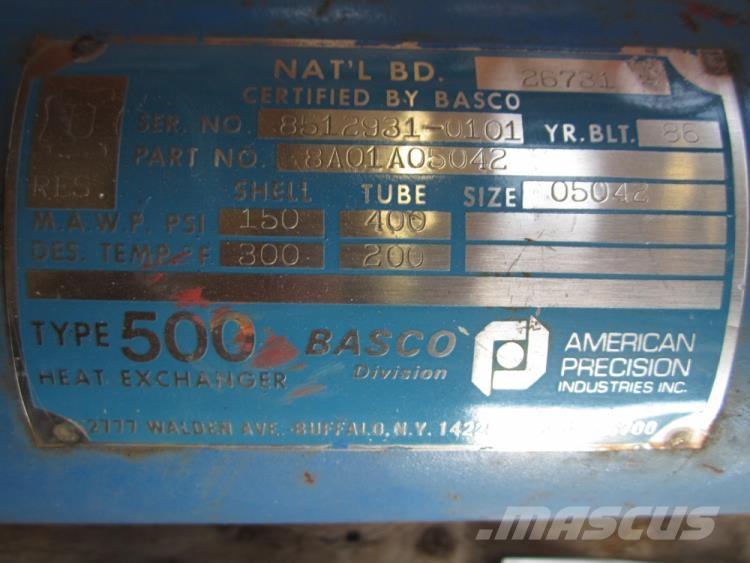 NAT'L BD. 26731
CERTIFIED BY BASCO
U
SER. NO. 8512931-0101 YR. BLT. 86
PART NO. 8A01A05042
RES.
SHELL TUBE SIZE 05042
M.A.W.P. PSI 150 400
DES. TEMP. °F 300 200
TYPE 500 BASCO AMERICAN
HEAT EXCHANGER Division PRECISION
INDUSTRIES INC.
2777 WALDEN AVE. BUFFALO, N.Y.
MASCUS